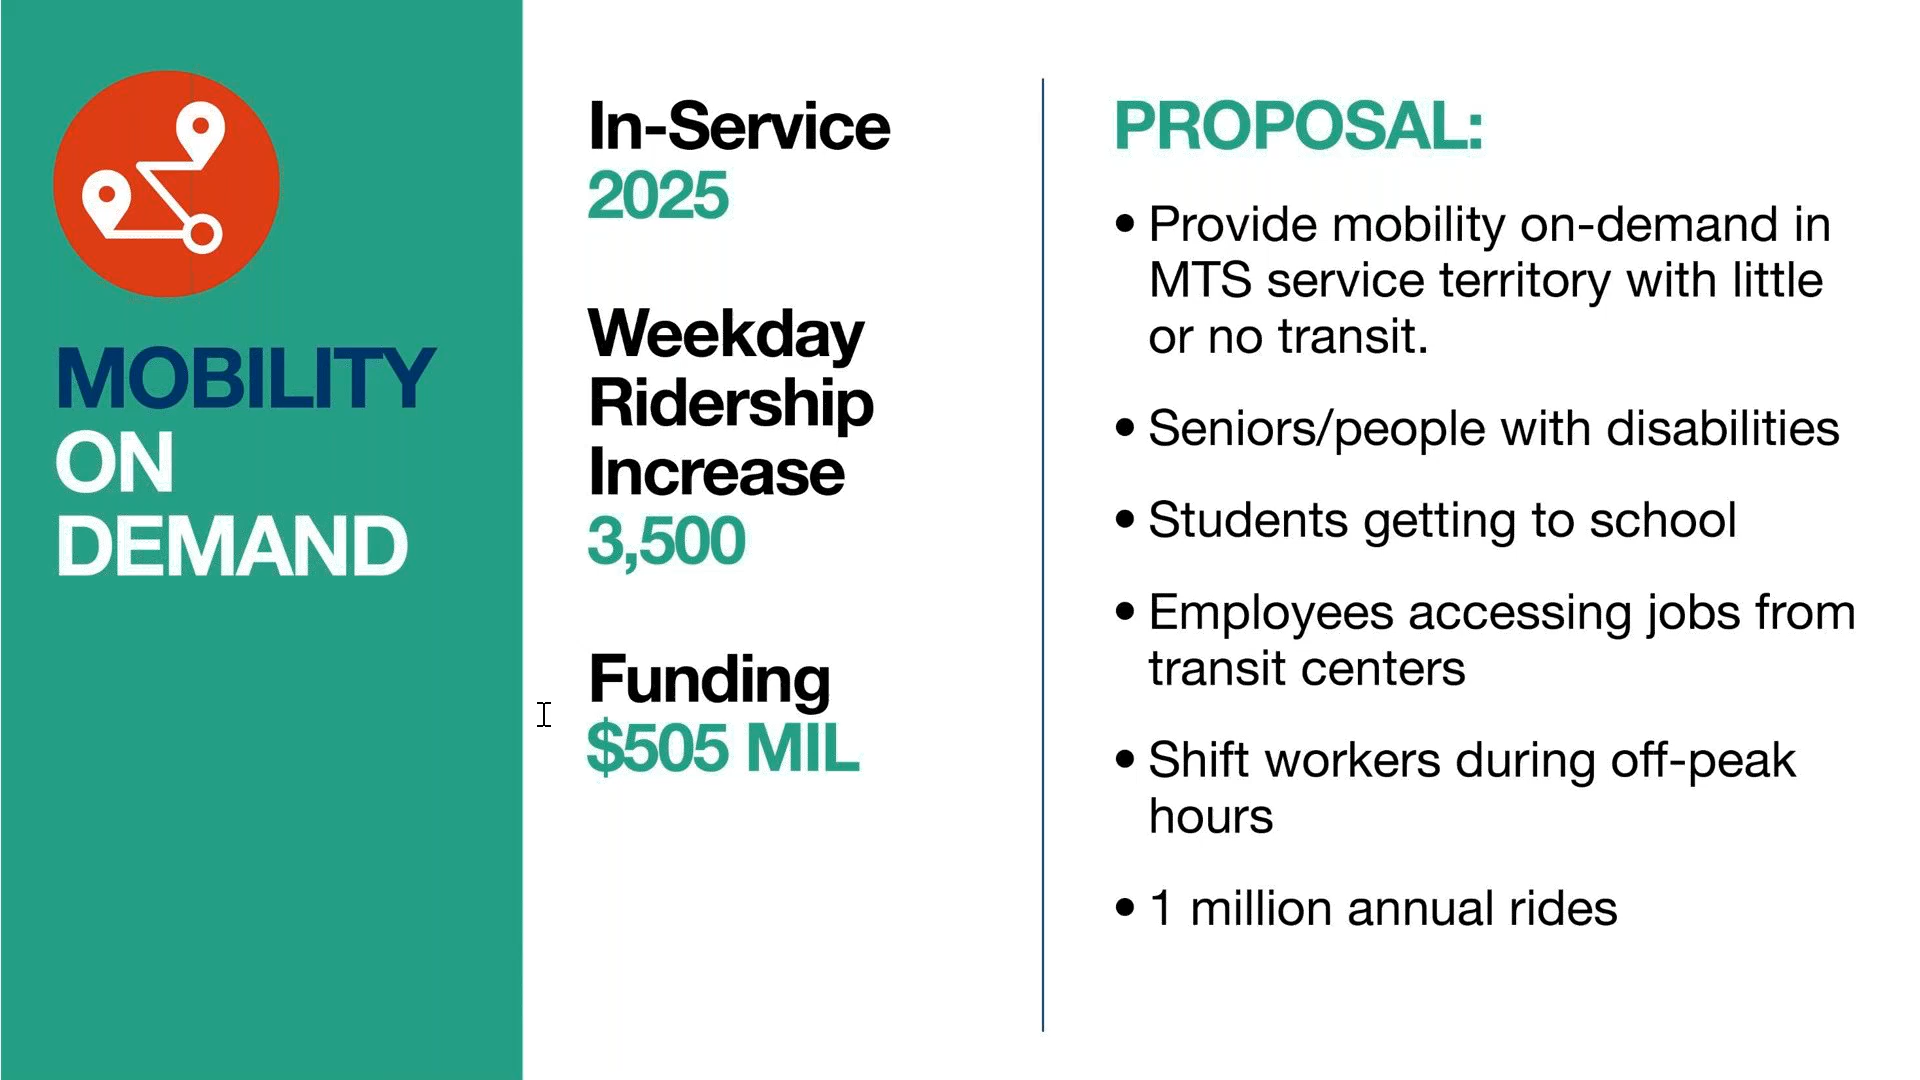 MOBILITY
ON
DEMAND
In-Service
2025
Weekday
Ridership
Increase
3,500
Funding
$505 MIL
PROPOSAL:
• Provide mobility on-demand in
MTS service territory with little
or no transit.
• Seniors/people with disabilities
• Students getting to school
• Employees accessing jobs from
transit centers
• Shift workers during off-peak
hours
• 1 million annual rides